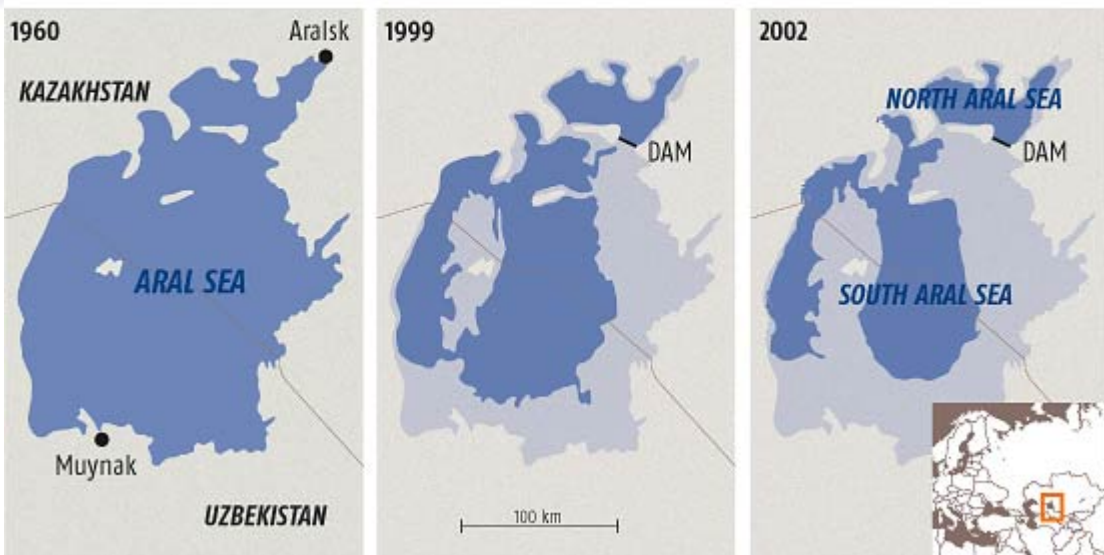 1960
Aralsk
KAZAKHSTAN
ARAL SEA
Muynak
UZBEKISTAN
1999
DAM
100 km
2002
NORTH ARAL SEA
DAM
SOUTH ARAL SEA